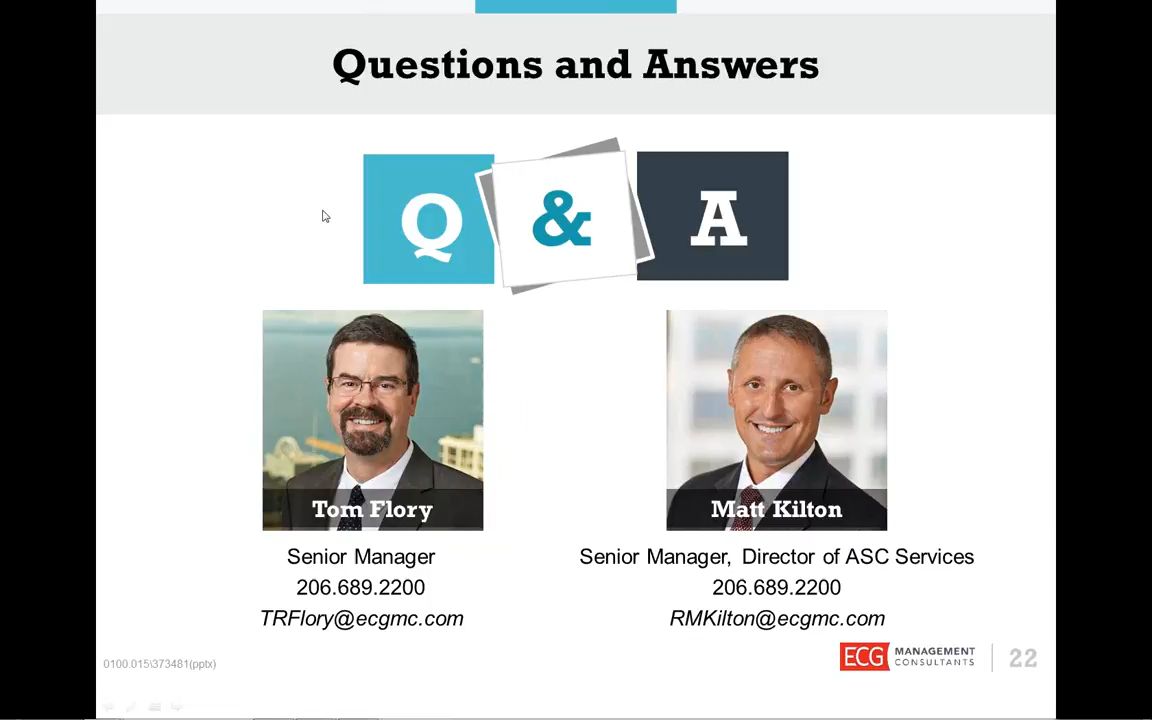 Questions and Answers
Q & A
Tom Flory
Matt Kilton
Senior Manager
206.689.2200
TRFlory@ecgmc.com
Senior Manager, Director of ASC Services
206.689.2200
RMKilton@ecgmc.com
0100.015\373481(pptx)
ECG MANAGEMENT
CONSULTANTS
22